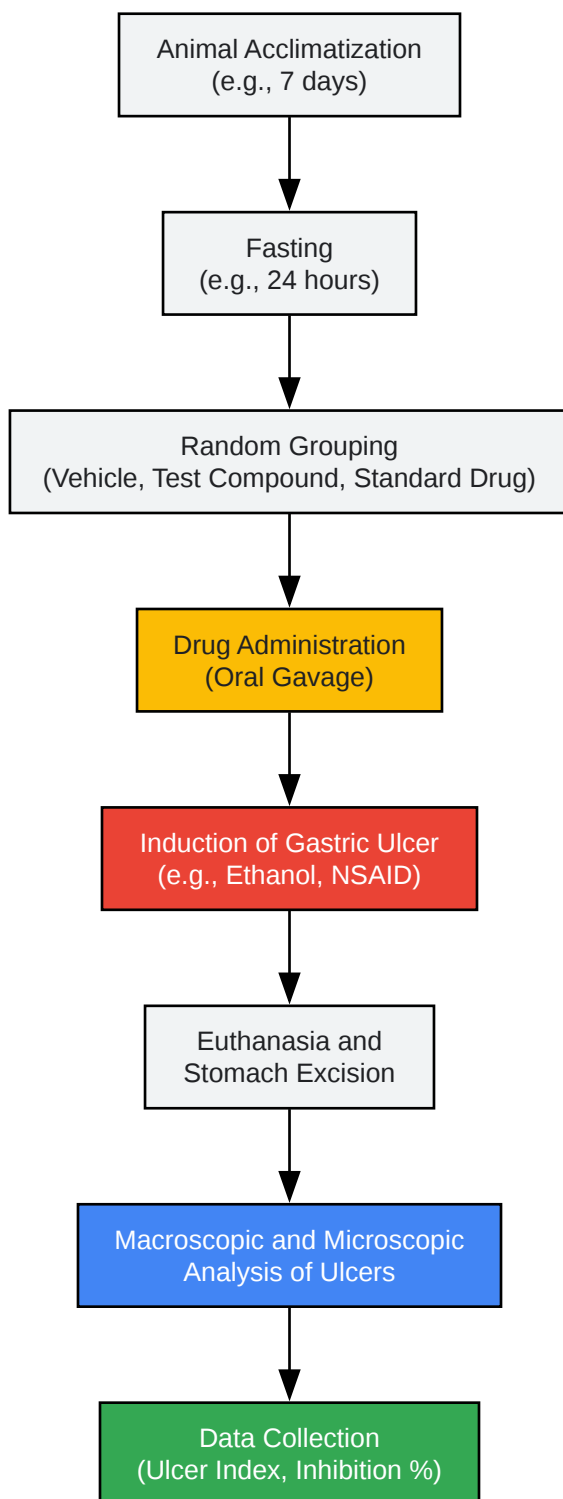 Animal Acclimatization
(e.g., 7 days)
Fasting
(e.g., 24 hours)
Random Grouping
(Vehicle, Test Compound, Standard Drug)
Drug Administration
(Oral Gavage)
Induction of Gastric Ulcer
(e.g., Ethanol, NSAID)
Euthanasia and
Stomach Excision
Macroscopic and Microscopic
Analysis of Ulcers
Data Collection
(Ulcer Index, Inhibition %)